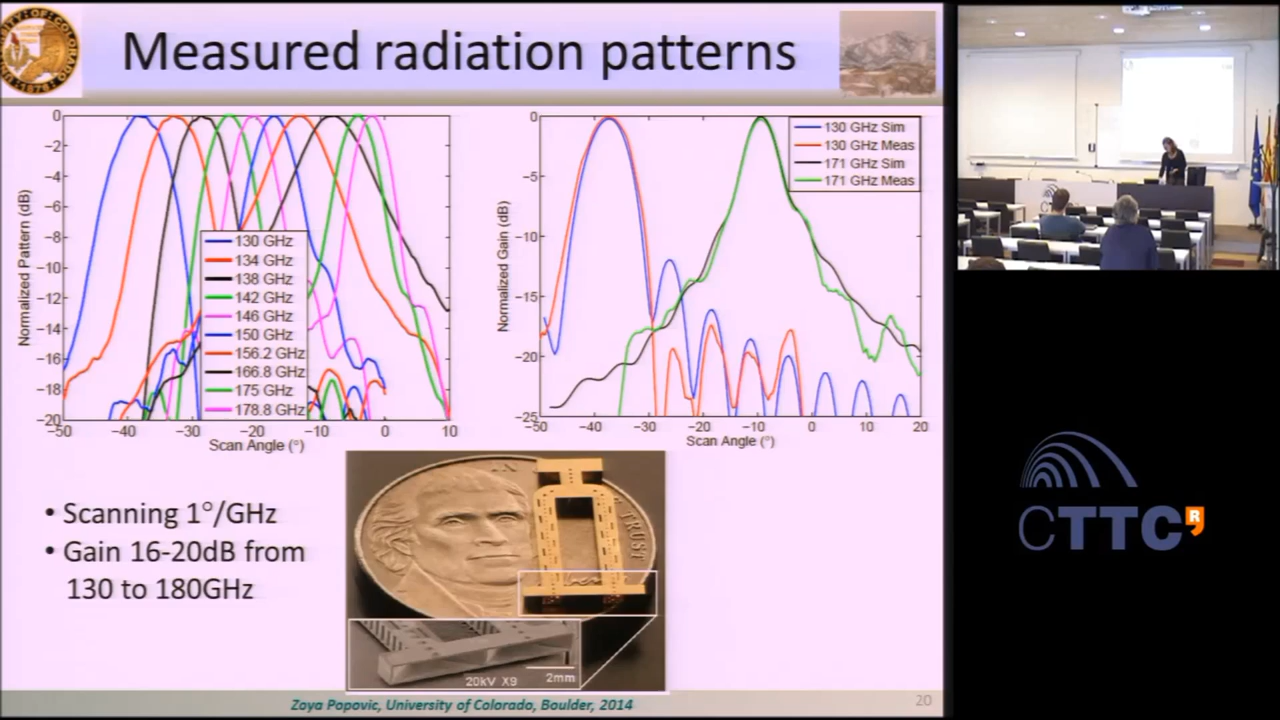 Measured radiation patterns
0
−2
−4
−6
−8
−10
−12
−14
−16
−18
−20
Normalized Pattern (dB)
130 GHz
134 GHz
138 GHz
142 GHz
146 GHz
150 GHz
156.2 GHz
166.8 GHz
175 GHz
178.8 GHz
−50 −40 −30 −20 −10 0 10
Scan Angle (°)
0
−5
−10
−15
−20
−25
Normalized Gain (dB)
130 GHz Sim
130 GHz Meas
171 GHz Sim
171 GHz Meas
−50 −40 −30 −20 −10 0 10 20
Scan Angle (°)
• Scanning 1°/GHz
• Gain 16-20dB from
130 to 180GHz
IN
TRUST
20kV X9 2mm
Zoya Popovic, University of Colorado, Boulder, 2014
20
CTTC
R